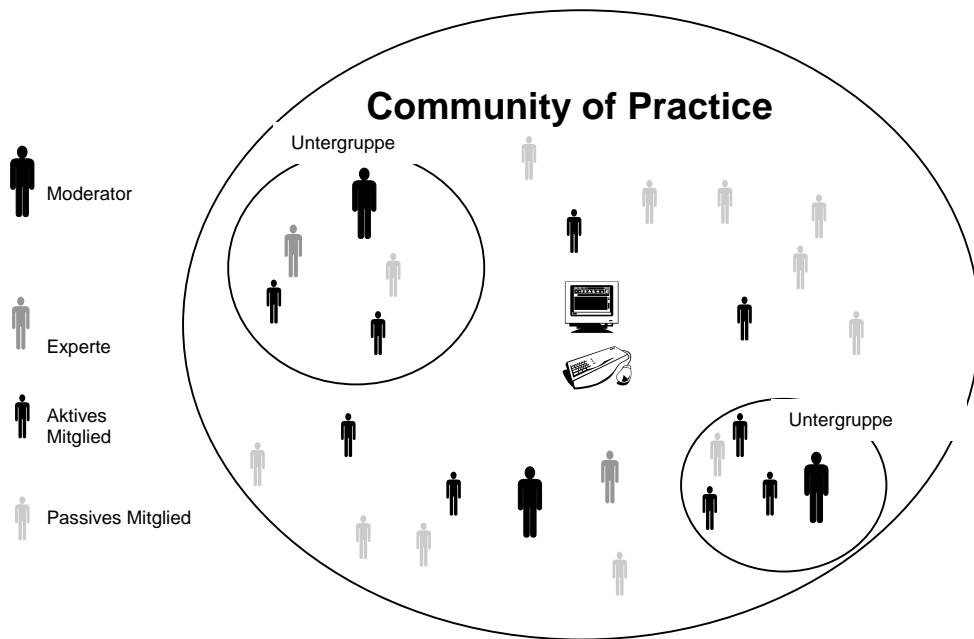 Community of Practice
Untergruppe
Moderator
Experte
Aktives
Mitglied
Untergruppe
Passives Mitglied